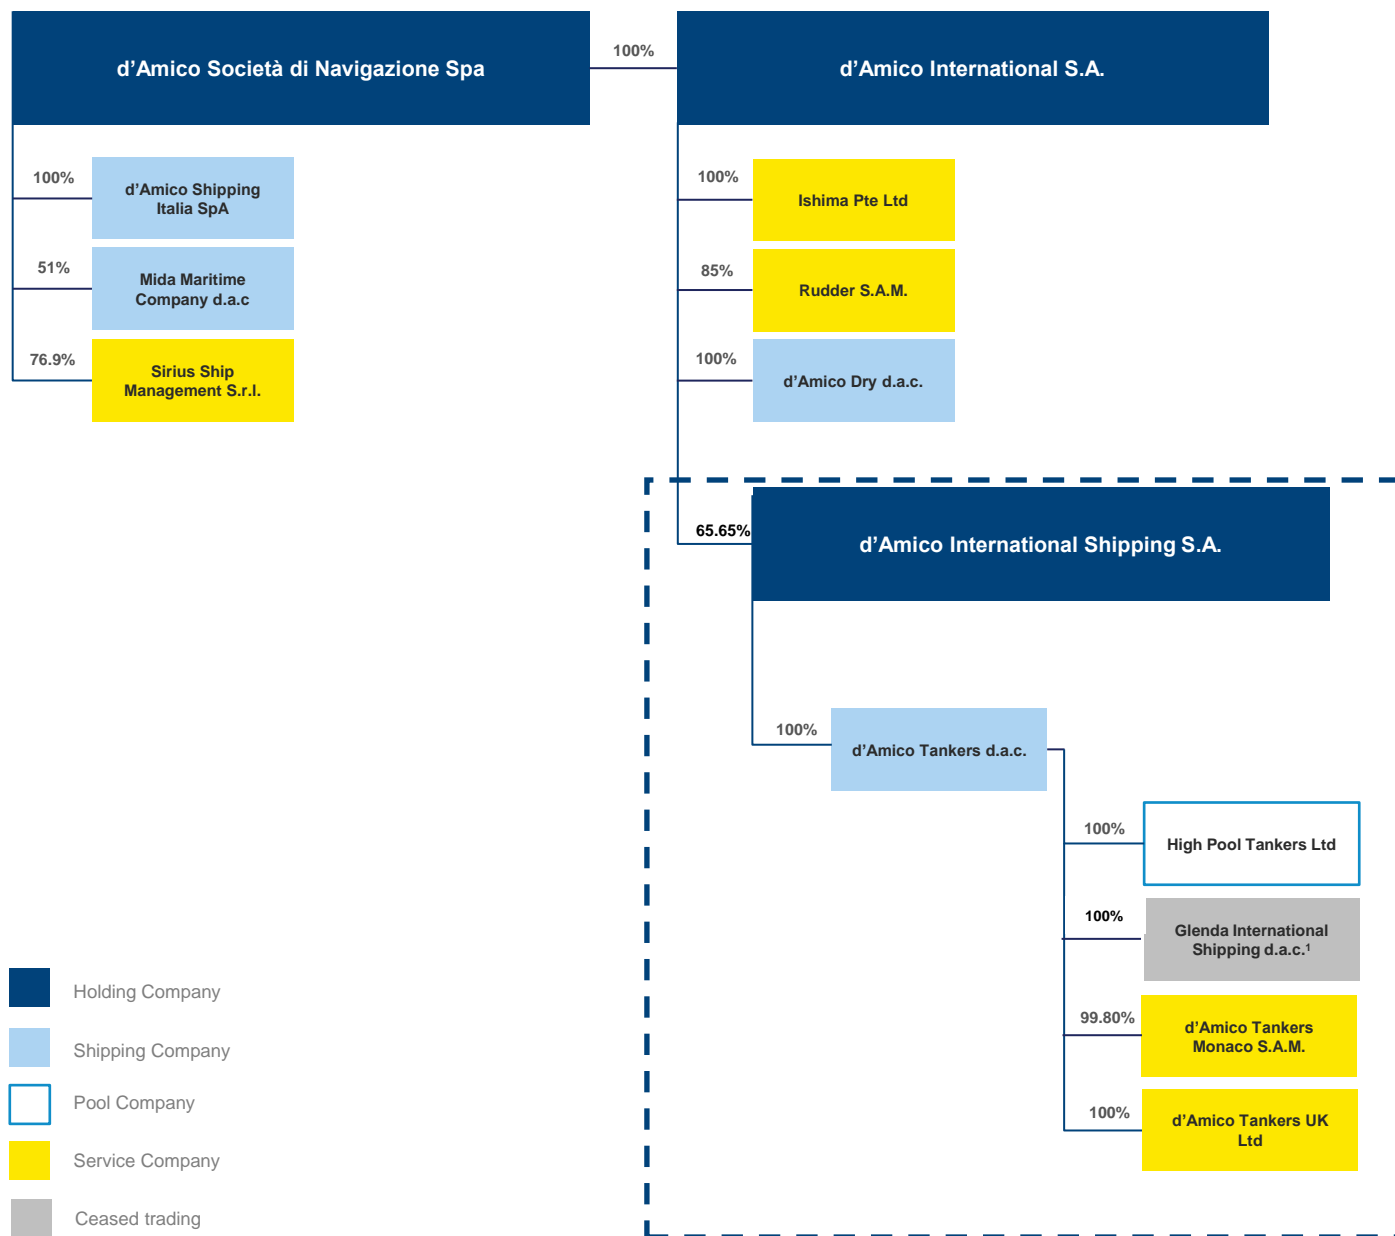 d'Amico Società di Navigazione Spa
100%
d'Amico International S.A.
100%
d'Amico Shipping
Italia SpA
51%
Mida Maritime
Company d.a.c
76.9%
Sirius Ship
Management S.r.l.
100%
Ishima Pte Ltd
85%
Rudder S.A.M.
100%
d'Amico Dry d.a.c.
65.65%
d'Amico International Shipping S.A.
100%
d'Amico Tankers d.a.c.
100%
High Pool Tankers Ltd
100%
Glenda International
Shipping d.a.c.¹
99.80%
d'Amico Tankers
Monaco S.A.M.
100%
d'Amico Tankers UK
Ltd
Holding Company
Shipping Company
Pool Company
Service Company
Ceased trading